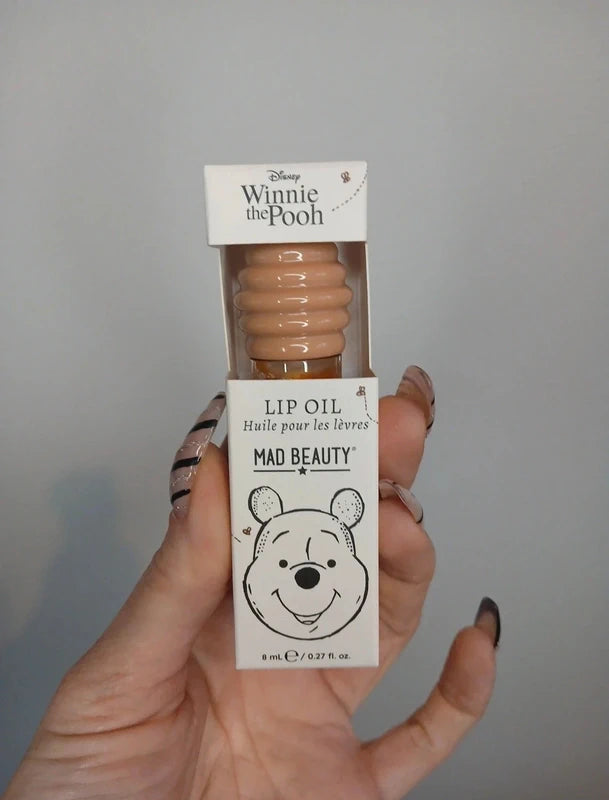 Disney
Winnie
the Pooh
LIP OIL
Huile pour les lèvres
MAD BEAUTY®
8 mL ℮ / 0.27 fl. oz.